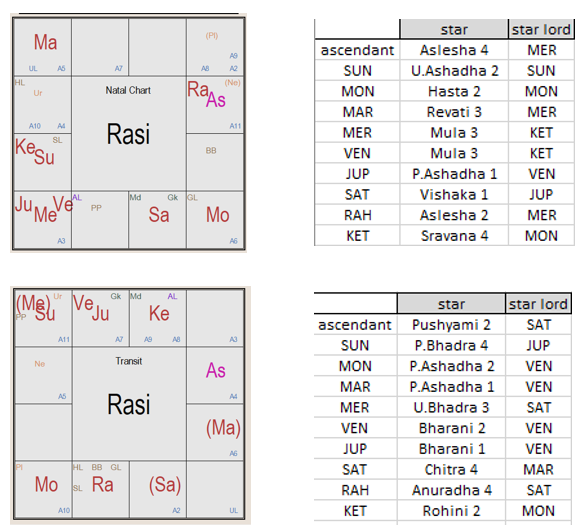 (Pl)
Ma
A9
UL A5 A7 A8 A2
HL Ra (Ne)
Ur Natal Chart As
Rasi
A10 A4 A11
Ke SL
Su BB
Ju Me Ve AL Md Gk GL
PP Sa Mo
A3 A6
star star lord
ascendant Aslesha 4 MER
SUN U.Ashadha 2 SUN
MON Hasta 2 MON
MAR Revati 3 MER
MER Mula 3 KET
VEN Mula 3 KET
JUP P.Ashadha 1 VEN
SAT Vishaka 1 JUP
RAH Aslesha 2 MER
KET Sravana 4 MON
(Me) Ur Ve Gk Md AL
PP Su Ju Ke
A11 A7 A9 A8 A3
Ne Transit As
A5 Rasi A4
(Ma)
A6
Pl HL BB GL
Mo SL Ra (Sa)
A10 A2 UL
star star lord
ascendant Pushyami 2 SAT
SUN P.Bhadra 4 JUP
MON P.Ashadha 2 VEN
MAR P.Ashadha 1 VEN
MER U.Bhadra 3 SAT
VEN Bharani 2 VEN
JUP Bharani 1 VEN
SAT Chitra 4 MAR
RAH Anuradha 4 SAT
KET Rohini 2 MON